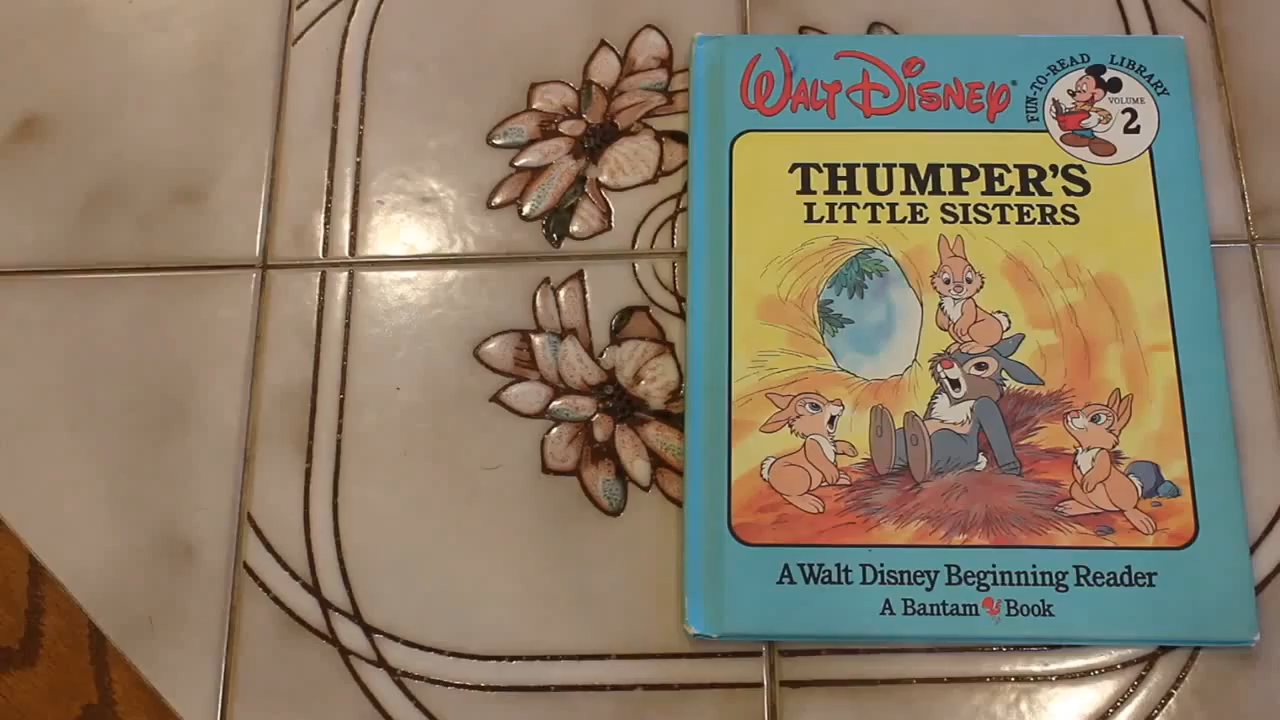 WALT DISNEY®
FUN-TO-READ LIBRARY
VOLUME
2
THUMPER'S
LITTLE SISTERS
A Walt Disney Beginning Reader
A Bantam Book